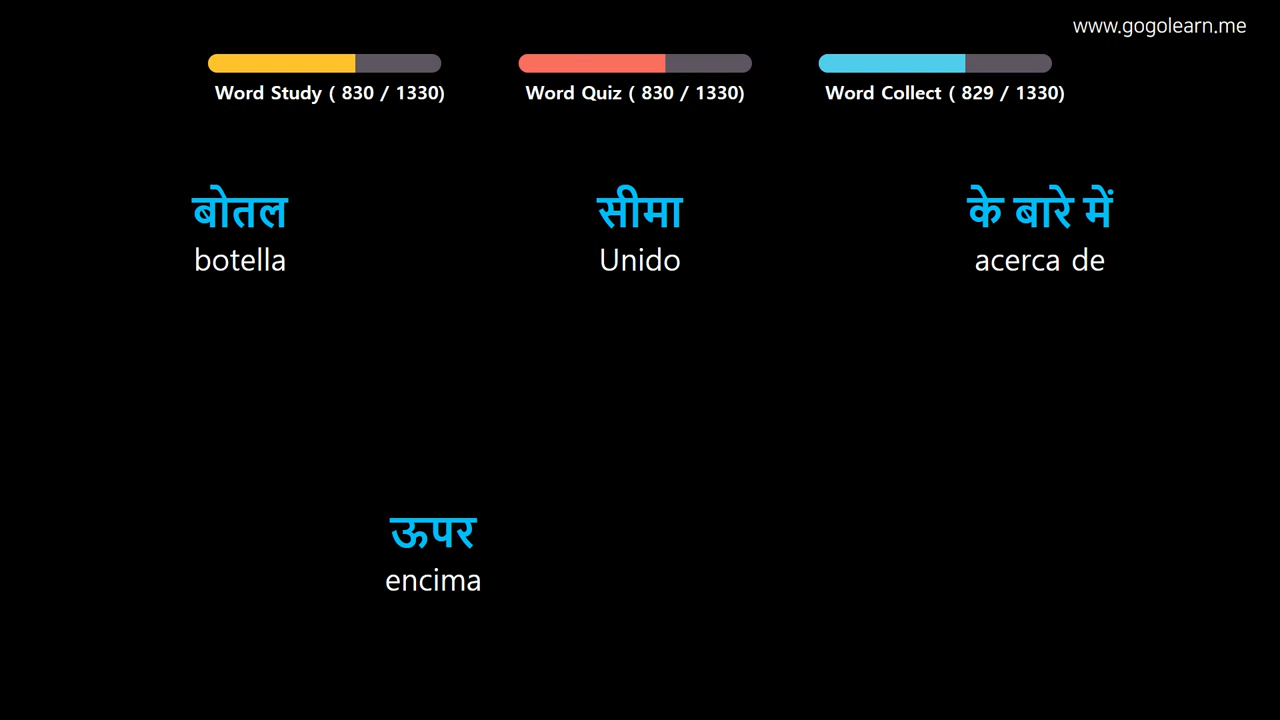 www.gogolearn.me
Word Study ( 830 / 1330)
Word Quiz ( 830 / 1330)
Word Collect ( 829 / 1330)
बोतल
botella
सीमा
Unido
के बारे में
acerca de
ऊपर
encima